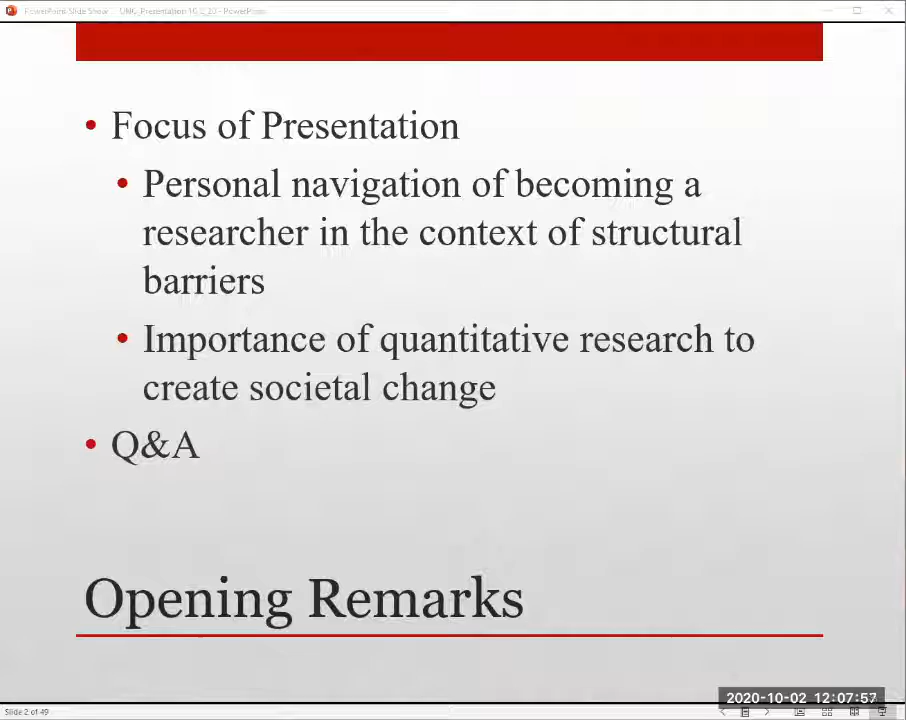 PowerPoint Slide Show - UNC_Presentation 10_2_20 - PowerPoint
• Focus of Presentation
• Personal navigation of becoming a
researcher in the context of structural
barriers
• Importance of quantitative research to
create societal change
• Q&A
Opening Remarks
2020-10-02 12:07:57
Slide 2 of 49